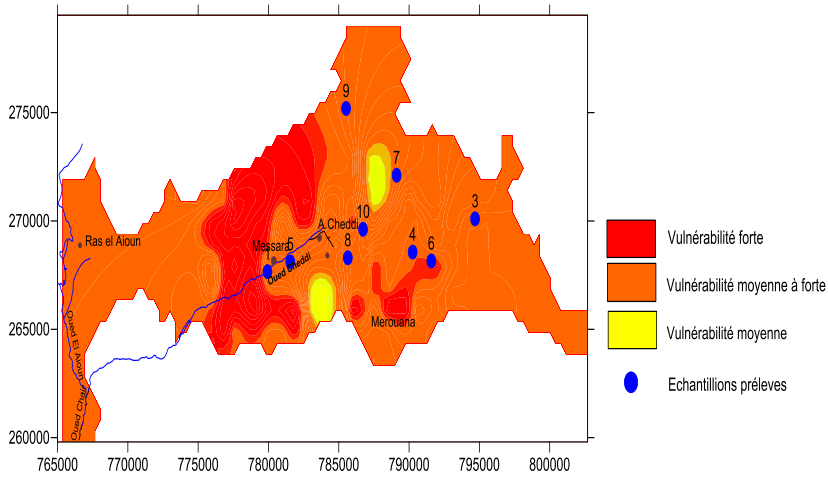 275000
270000
265000
260000
765000 770000 775000 780000 785000 790000 795000 800000
9
7
3
10
A.Cheddi
Ras el Aioun
Messara
5
8
4
6
Oued Cheddi
Merouana
Oued El Aioun
Oued Chair
Vulnérabilité forte
Vulnérabilité moyenne à forte
Vulnérabilité moyenne
Echantillions préleves